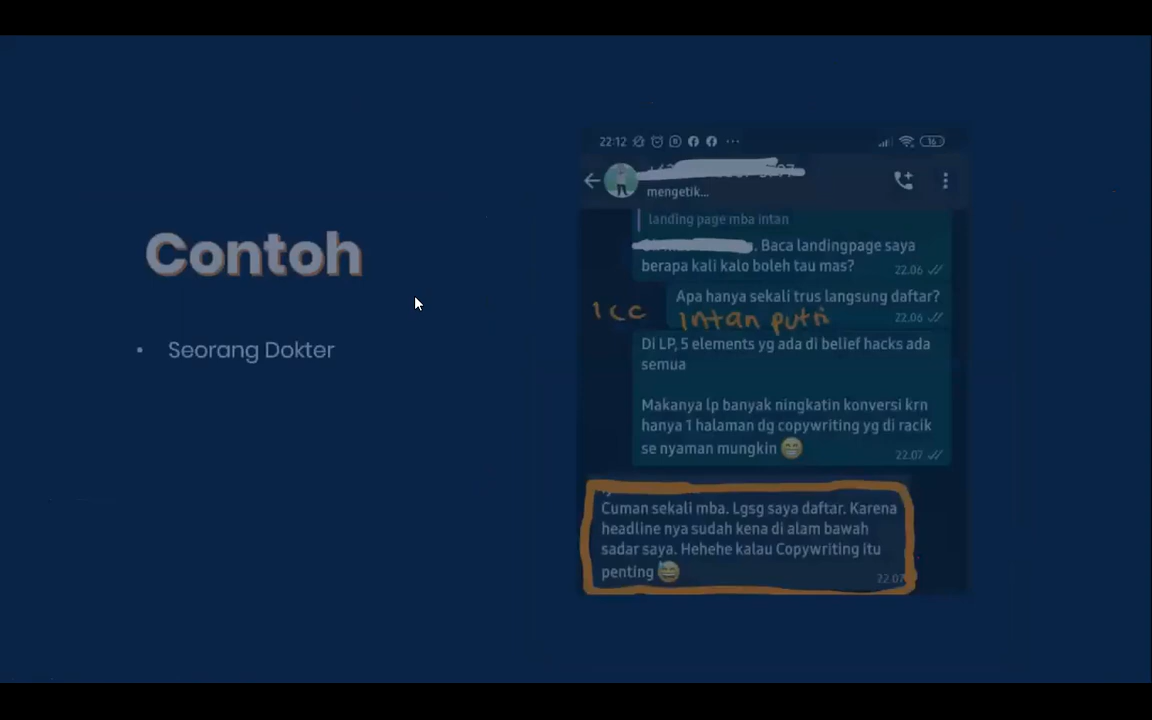 Contoh
• Seorang Dokter
22:12
16
mengetik...
landing page mba intan
. Baca landingpage saya
berapa kali kalo boleh tau mas?
22.06
Apa hanya sekali trus langsung daftar?
22.06
1 CC
Intan putri
Di LP, 5 elements yg ada di belief hacks ada
semua
Makanya lp banyak ningkatin konversi krn
hanya 1 halaman dg copywriting yg di racik
se nyaman mungkin 😁
22.07
Cuman sekali mba. Lgsg saya daftar. Karena
headline nya sudah kena di alam bawah
sadar saya. Hehehe kalau Copywriting itu
penting 😅
22.07